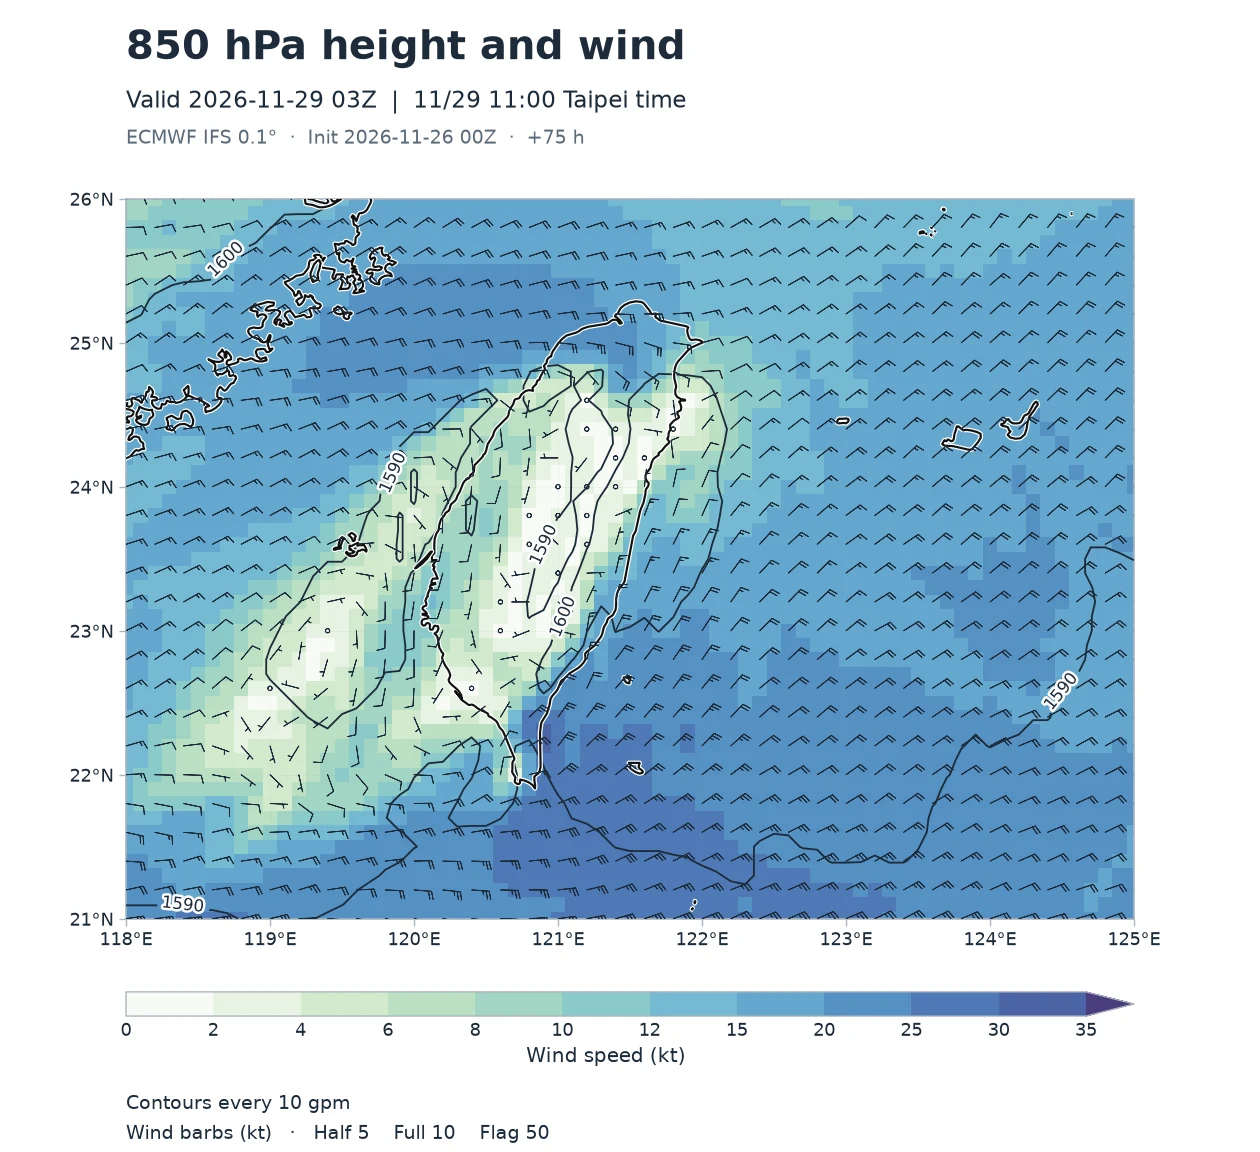 850 hPa height and wind
Valid 2026-11-29 03Z | 11/29 11:00 Taipei time
ECMWF IFS 0.1° · Init 2026-11-26 00Z · +75 h
26°N
25°N
24°N
23°N
22°N
21°N
1600
1590
1590
1600
1590
1590
118°E 119°E 120°E 121°E 122°E 123°E 124°E 125°E
0 2 4 6 8 10 12 15 20 25 30 35
Wind speed (kt)
Contours every 10 gpm
Wind barbs (kt) · Half 5 Full 10 Flag 50